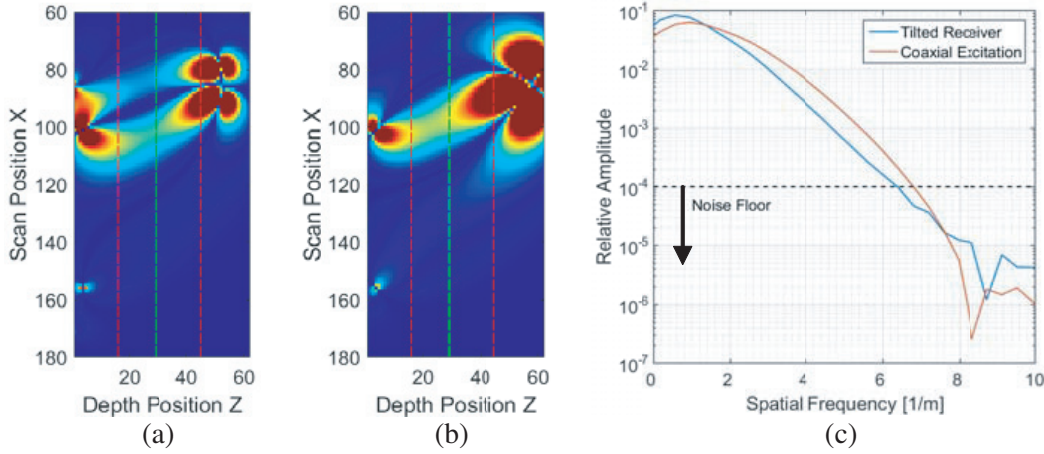 60
80
100
120
140
160
180
20
40
60
Scan Position X
Depth Position Z
(a)
60
80
100
120
140
160
180
20
40
60
Scan Position X
Depth Position Z
(b)
10^-1
10^-2
10^-3
10^-4
10^-5
10^-6
10^-7
0
2
4
6
8
10
Relative Amplitude
Spatial Frequency [1/m]
Tilted Receiver
Coaxial Excitation
Noise Floor
(c)